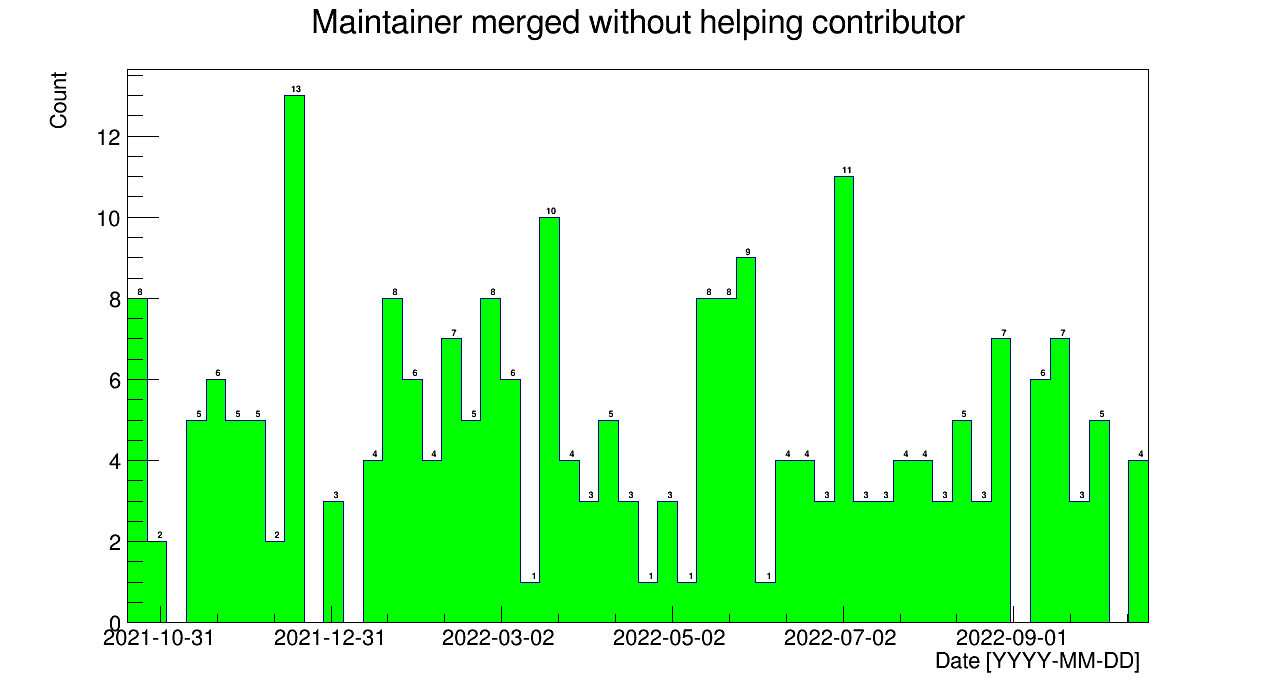 Maintainer merged without helping contributor
Count
12
10
8
6
4
2
0
8 2 5 6 5 5 2 13 3 4 8 6 4 7 5 8 6 1 10 4 3 5 3 1 3 1 8 8 9 1 4 4 3 11 3 3 4 4 3 5 3 7 6 7 3 5 4
2021-10-31 2021-12-31 2022-03-02 2022-05-02 2022-07-02 2022-09-01
Date [YYYY-MM-DD]